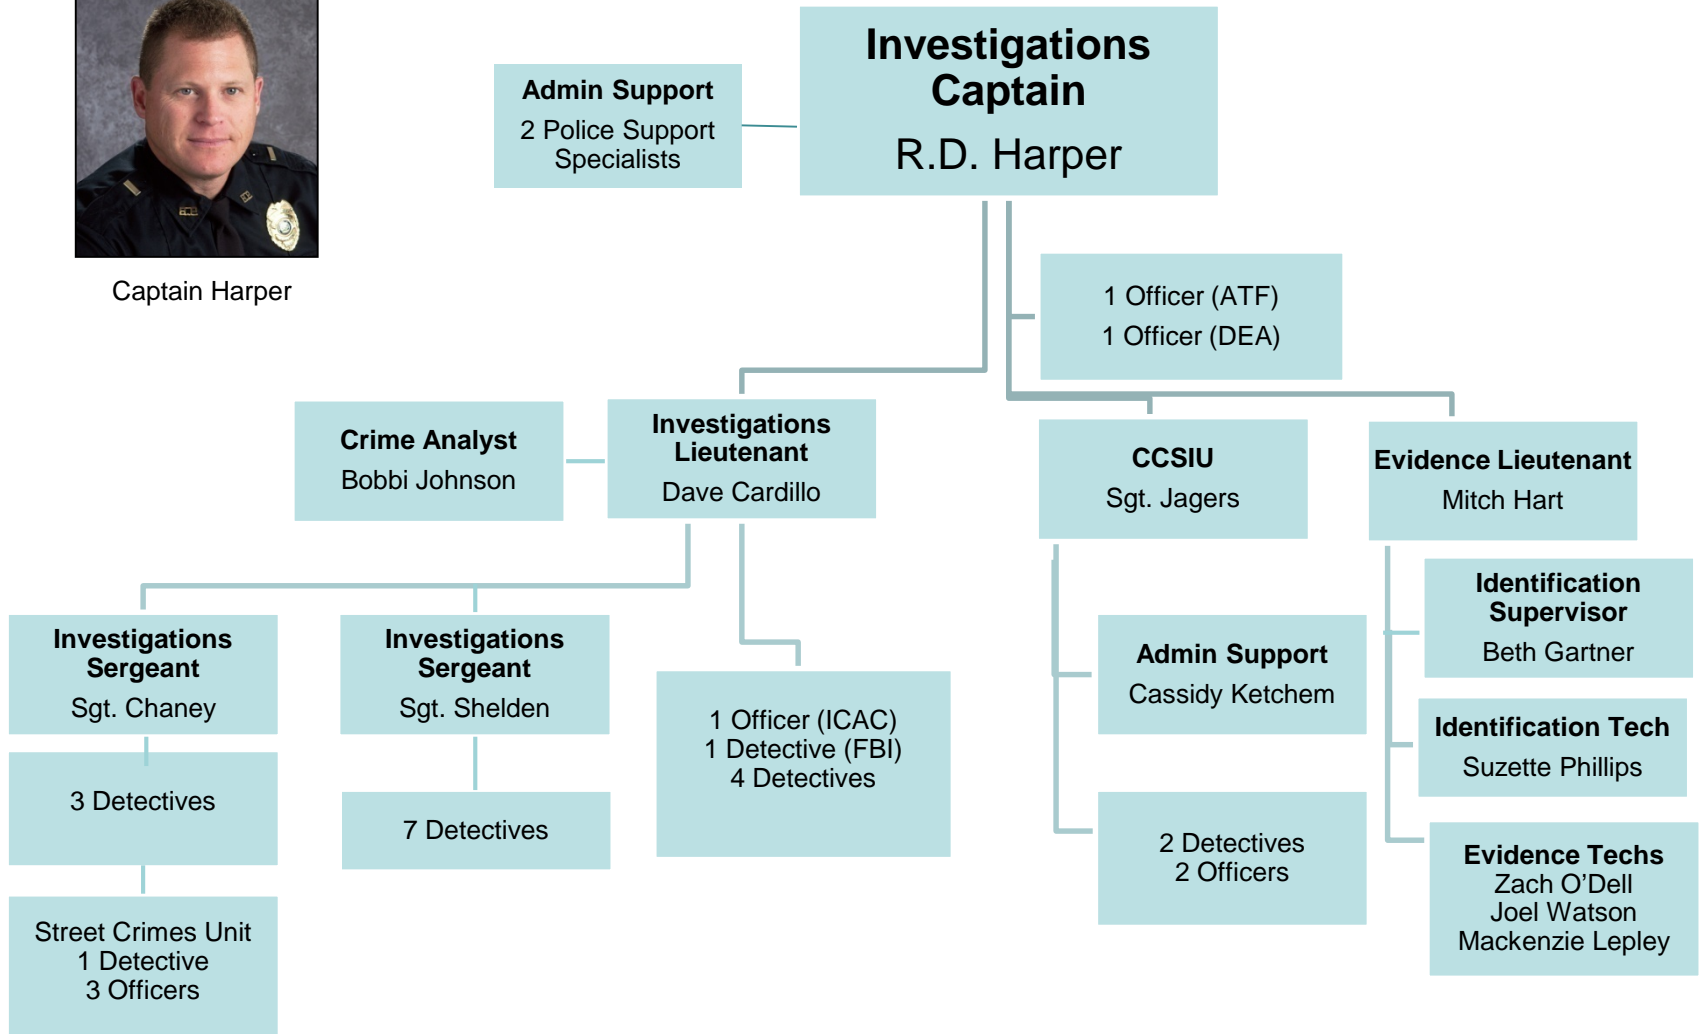 Investigations
Captain
R.D. Harper
Admin Support
2 Police Support
Specialists
Captain Harper
1 Officer (ATF)
1 Officer (DEA)
Crime Analyst
Bobbi Johnson
Investigations
Lieutenant
Dave Cardillo
CCSIU
Sgt. Jagers
Evidence Lieutenant
Mitch Hart
Investigations
Sergeant
Sgt. Chaney
Investigations
Sergeant
Sgt. Shelden
1 Officer (ICAC)
1 Detective (FBI)
4 Detectives
Admin Support
Cassidy Ketchem
Identification
Supervisor
Beth Gartner
Identification Tech
Suzette Phillips
3 Detectives
7 Detectives
2 Detectives
2 Officers
Evidence Techs
Zach O’Dell
Joel Watson
Mackenzie Lepley
Street Crimes Unit
1 Detective
3 Officers